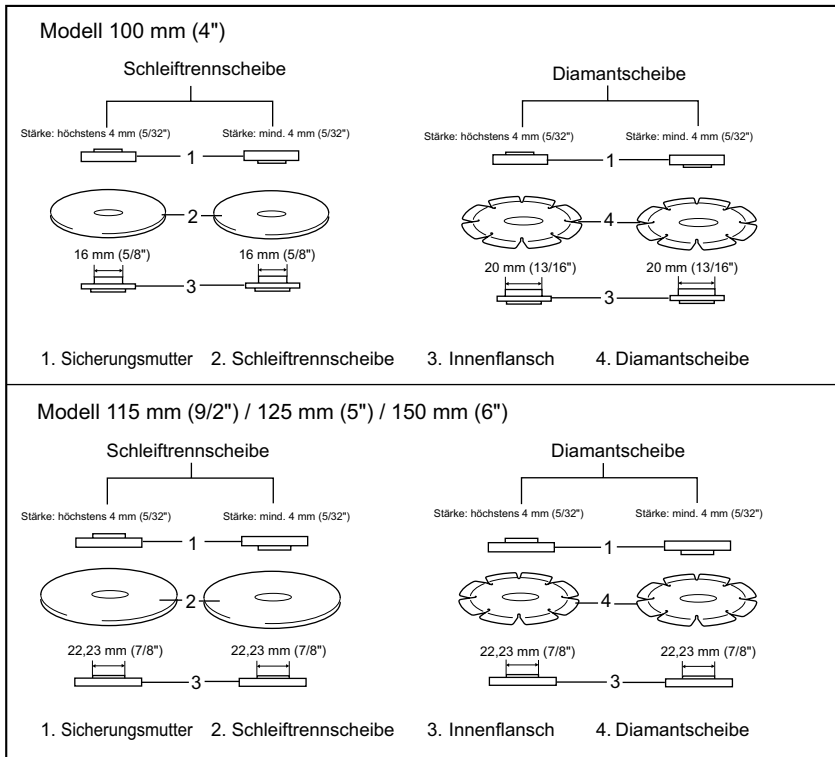 Modell 100 mm (4")
Schleiftrennscheibe
Diamantscheibe
Stärke: höchstens 4 mm (5/32") Stärke: mind. 4 mm (5/32")
Stärke: höchstens 4 mm (5/32") Stärke: mind. 4 mm (5/32")
1
1
2
4
16 mm (5/8") 16 mm (5/8")
20 mm (13/16") 20 mm (13/16")
3
3
1. Sicherungsmutter 2. Schleiftrennscheibe 3. Innenflansch 4. Diamantscheibe
Modell 115 mm (9/2") / 125 mm (5") / 150 mm (6")
Schleiftrennscheibe
Diamantscheibe
Stärke: höchstens 4 mm (5/32") Stärke: mind. 4 mm (5/32")
Stärke: höchstens 4 mm (5/32") Stärke: mind. 4 mm (5/32")
1
1
2
4
22,23 mm (7/8") 22,23 mm (7/8")
22,23 mm (7/8") 22,23 mm (7/8")
3
3
1. Sicherungsmutter 2. Schleiftrennscheibe 3. Innenflansch 4. Diamantscheibe